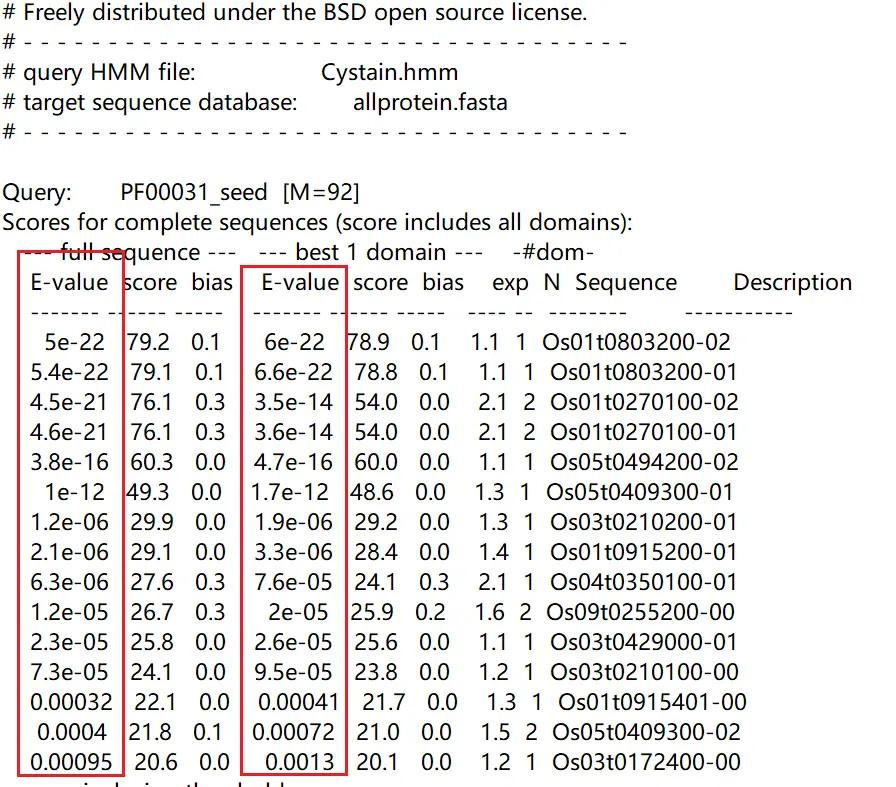 # Freely distributed under the BSD open source license.
# - - - - - - - - - - - - - - - - - - - - - - - - - - - - - - - - - - - -
# query HMM file: Cystain.hmm
# target sequence database: allprotein.fasta
# - - - - - - - - - - - - - - - - - - - - - - - - - - - - - - - - - - - -
Query: PF00031_seed [M=92]
Scores for complete sequences (score includes all domains):
--- full sequence --- --- best 1 domain --- -#dom-
E-value score bias E-value score bias exp N Sequence Description
------- ------ ----- ------- ------ ----- ---- -- -------- -----------
5e-22 79.2 0.1 6e-22 78.9 0.1 1.1 1 Os01t0803200-02
5.4e-22 79.1 0.1 6.6e-22 78.8 0.1 1.1 1 Os01t0803200-01
4.5e-21 76.1 0.3 3.5e-14 54.0 0.0 2.1 2 Os01t0270100-02
4.6e-21 76.1 0.3 3.6e-14 54.0 0.0 2.1 2 Os01t0270100-01
3.8e-16 60.3 0.0 4.7e-16 60.0 0.0 1.1 1 Os05t0494200-02
1e-12 49.3 0.0 1.7e-12 48.6 0.0 1.3 1 Os05t0409300-01
1.2e-06 29.9 0.0 1.9e-06 29.2 0.0 1.3 1 Os03t0210200-01
2.1e-06 29.1 0.0 3.3e-06 28.4 0.0 1.4 1 Os01t0915200-01
6.3e-06 27.6 0.3 7.6e-05 24.1 0.3 2.1 1 Os04t0350100-01
1.2e-05 26.7 0.3 2e-05 25.9 0.2 1.6 2 Os09t0255200-00
2.3e-05 25.8 0.0 2.6e-05 25.6 0.0 1.1 1 Os03t0429000-01
7.3e-05 24.1 0.0 9.5e-05 23.8 0.0 1.2 1 Os03t0210100-00
0.00032 22.1 0.0 0.00041 21.7 0.0 1.3 1 Os01t0915401-00
0.0004 21.8 0.1 0.00072 21.0 0.0 1.5 2 Os05t0409300-02
0.00095 20.6 0.0 0.0013 20.1 0.0 1.2 1 Os03t0172400-00